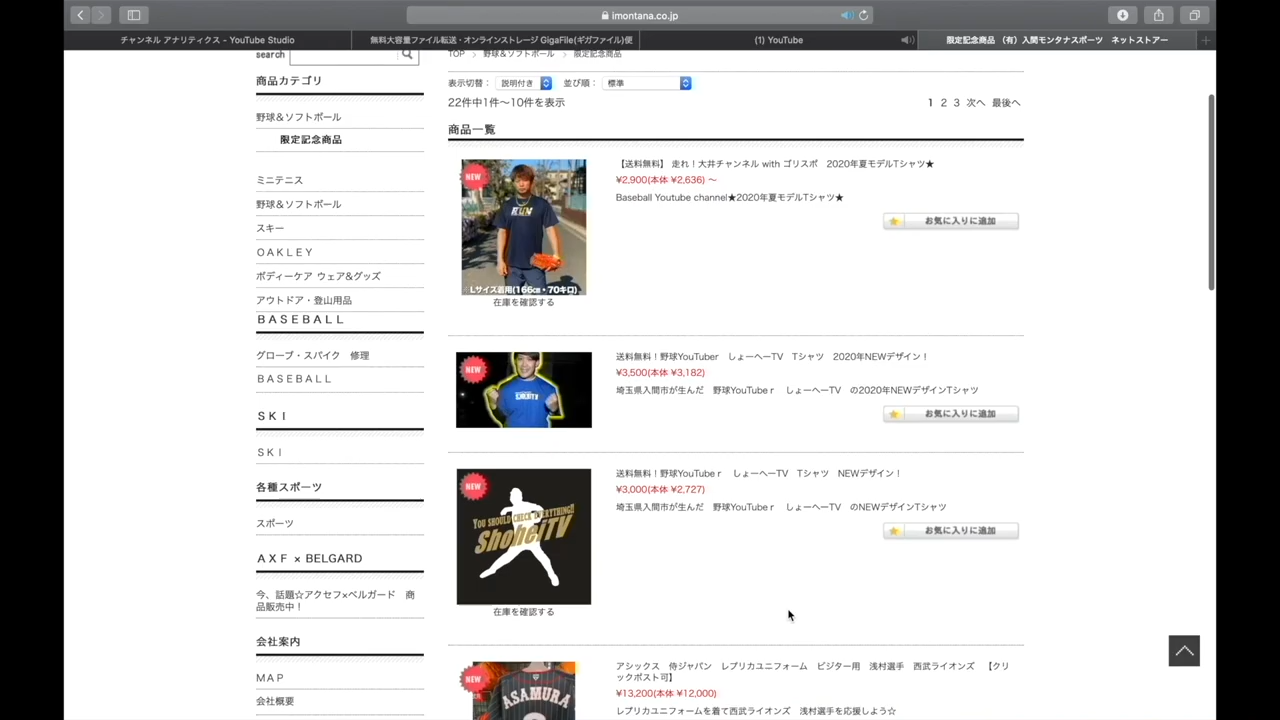 imontana.co.jp
チャンネル アナリティクス - YouTube Studio
無料大容量ファイル転送・オンラインストレージ GigaFile(ギガファイル)便
(1) YouTube
限定記念商品 （有）入間モンタナスポーツ ネットストアー
search
TOP > 野球＆ソフトボール > 限定記念商品
商品カテゴリ
野球＆ソフトボール
限定記念商品
ミニテニス
野球＆ソフトボール
スキー
ＯＡＫＬＥＹ
ボディーケア ウェア&グッズ
アウトドア・登山用品
ＢＡＳＥＢＡＬＬ
グローブ・スパイク 修理
ＢＡＳＥＢＡＬＬ
ＳＫＩ
ＳＫＩ
各種スポーツ
スポーツ
ＡＸＦ × BELGARD
今、話題☆アクセフ×ベルガード 商
品販売中！
会社案内
ＭＡＰ
会社概要
表示切替： 説明付き 並び順： 標準
22件中1件〜10件を表示
1 2 3 次へ 最後へ
商品一覧
NEW
RUN
※Lサイズ着用(166㎝・70キロ)
在庫を確認する
【送料無料】 走れ！大井チャンネル with ゴリスポ 2020年夏モデルTシャツ★
¥2,900(本体 ¥2,636) 〜
Baseball Youtube channel★2020年夏モデルTシャツ★
お気に入りに追加
NEW
SHOHEITV
送料無料！野球YouTuber しょーへーTV Tシャツ 2020年NEWデザイン！
¥3,500(本体 ¥3,182)
埼玉県入間市が生んだ 野球YouTubeｒ しょーへーTV の2020年NEWデザインTシャツ
お気に入りに追加
NEW
YOU SHOULD CHECK EVERYTHING!!
ShoheiTV
在庫を確認する
送料無料！野球YouTubeｒ しょーへーTV Tシャツ NEWデザイン！
¥3,000(本体 ¥2,727)
埼玉県入間市が生んだ 野球YouTubeｒ しょーへーTV のNEWデザインTシャツ
お気に入りに追加
NEW
ASAMURA
アシックス 侍ジャパン レプリカユニフォーム ビジター用 浅村選手 西武ライオンズ 【クリ
ックポスト可】
¥13,200(本体 ¥12,000)
レプリカユニフォームを着て西武ライオンズ 浅村選手を応援しよう☆